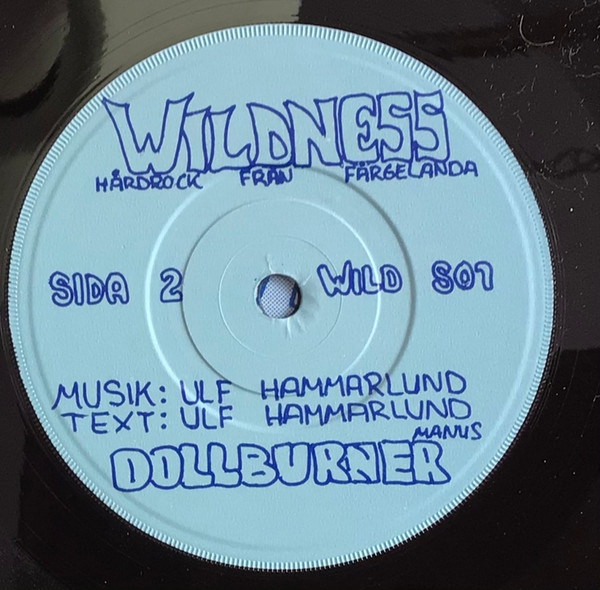 WILDNESS
HÅRDROCK FRÅN FÄRGELANDA
SIDA 2 WILD S01
MUSIK: ULF HAMMARLUND
TEXT: ULF HAMMARLUND
MANUS
DOLLBURNER